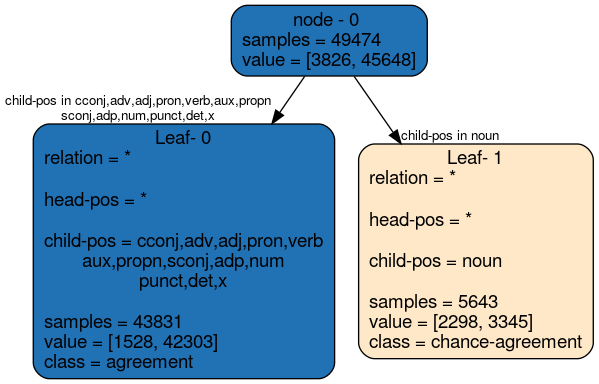 node - 0
samples = 49474
value = [3826, 45648]
child-pos in cconj,adv,adj,pron,verb,aux,propn
sconj,adp,num,punct,det,x
child-pos in noun
Leaf- 0
relation = *
head-pos = *
child-pos = cconj,adv,adj,pron,verb
aux,propn,sconj,adp,num
punct,det,x
samples = 43831
value = [1528, 42303]
class = agreement
Leaf- 1
relation = *
head-pos = *
child-pos = noun
samples = 5643
value = [2298, 3345]
class = chance-agreement